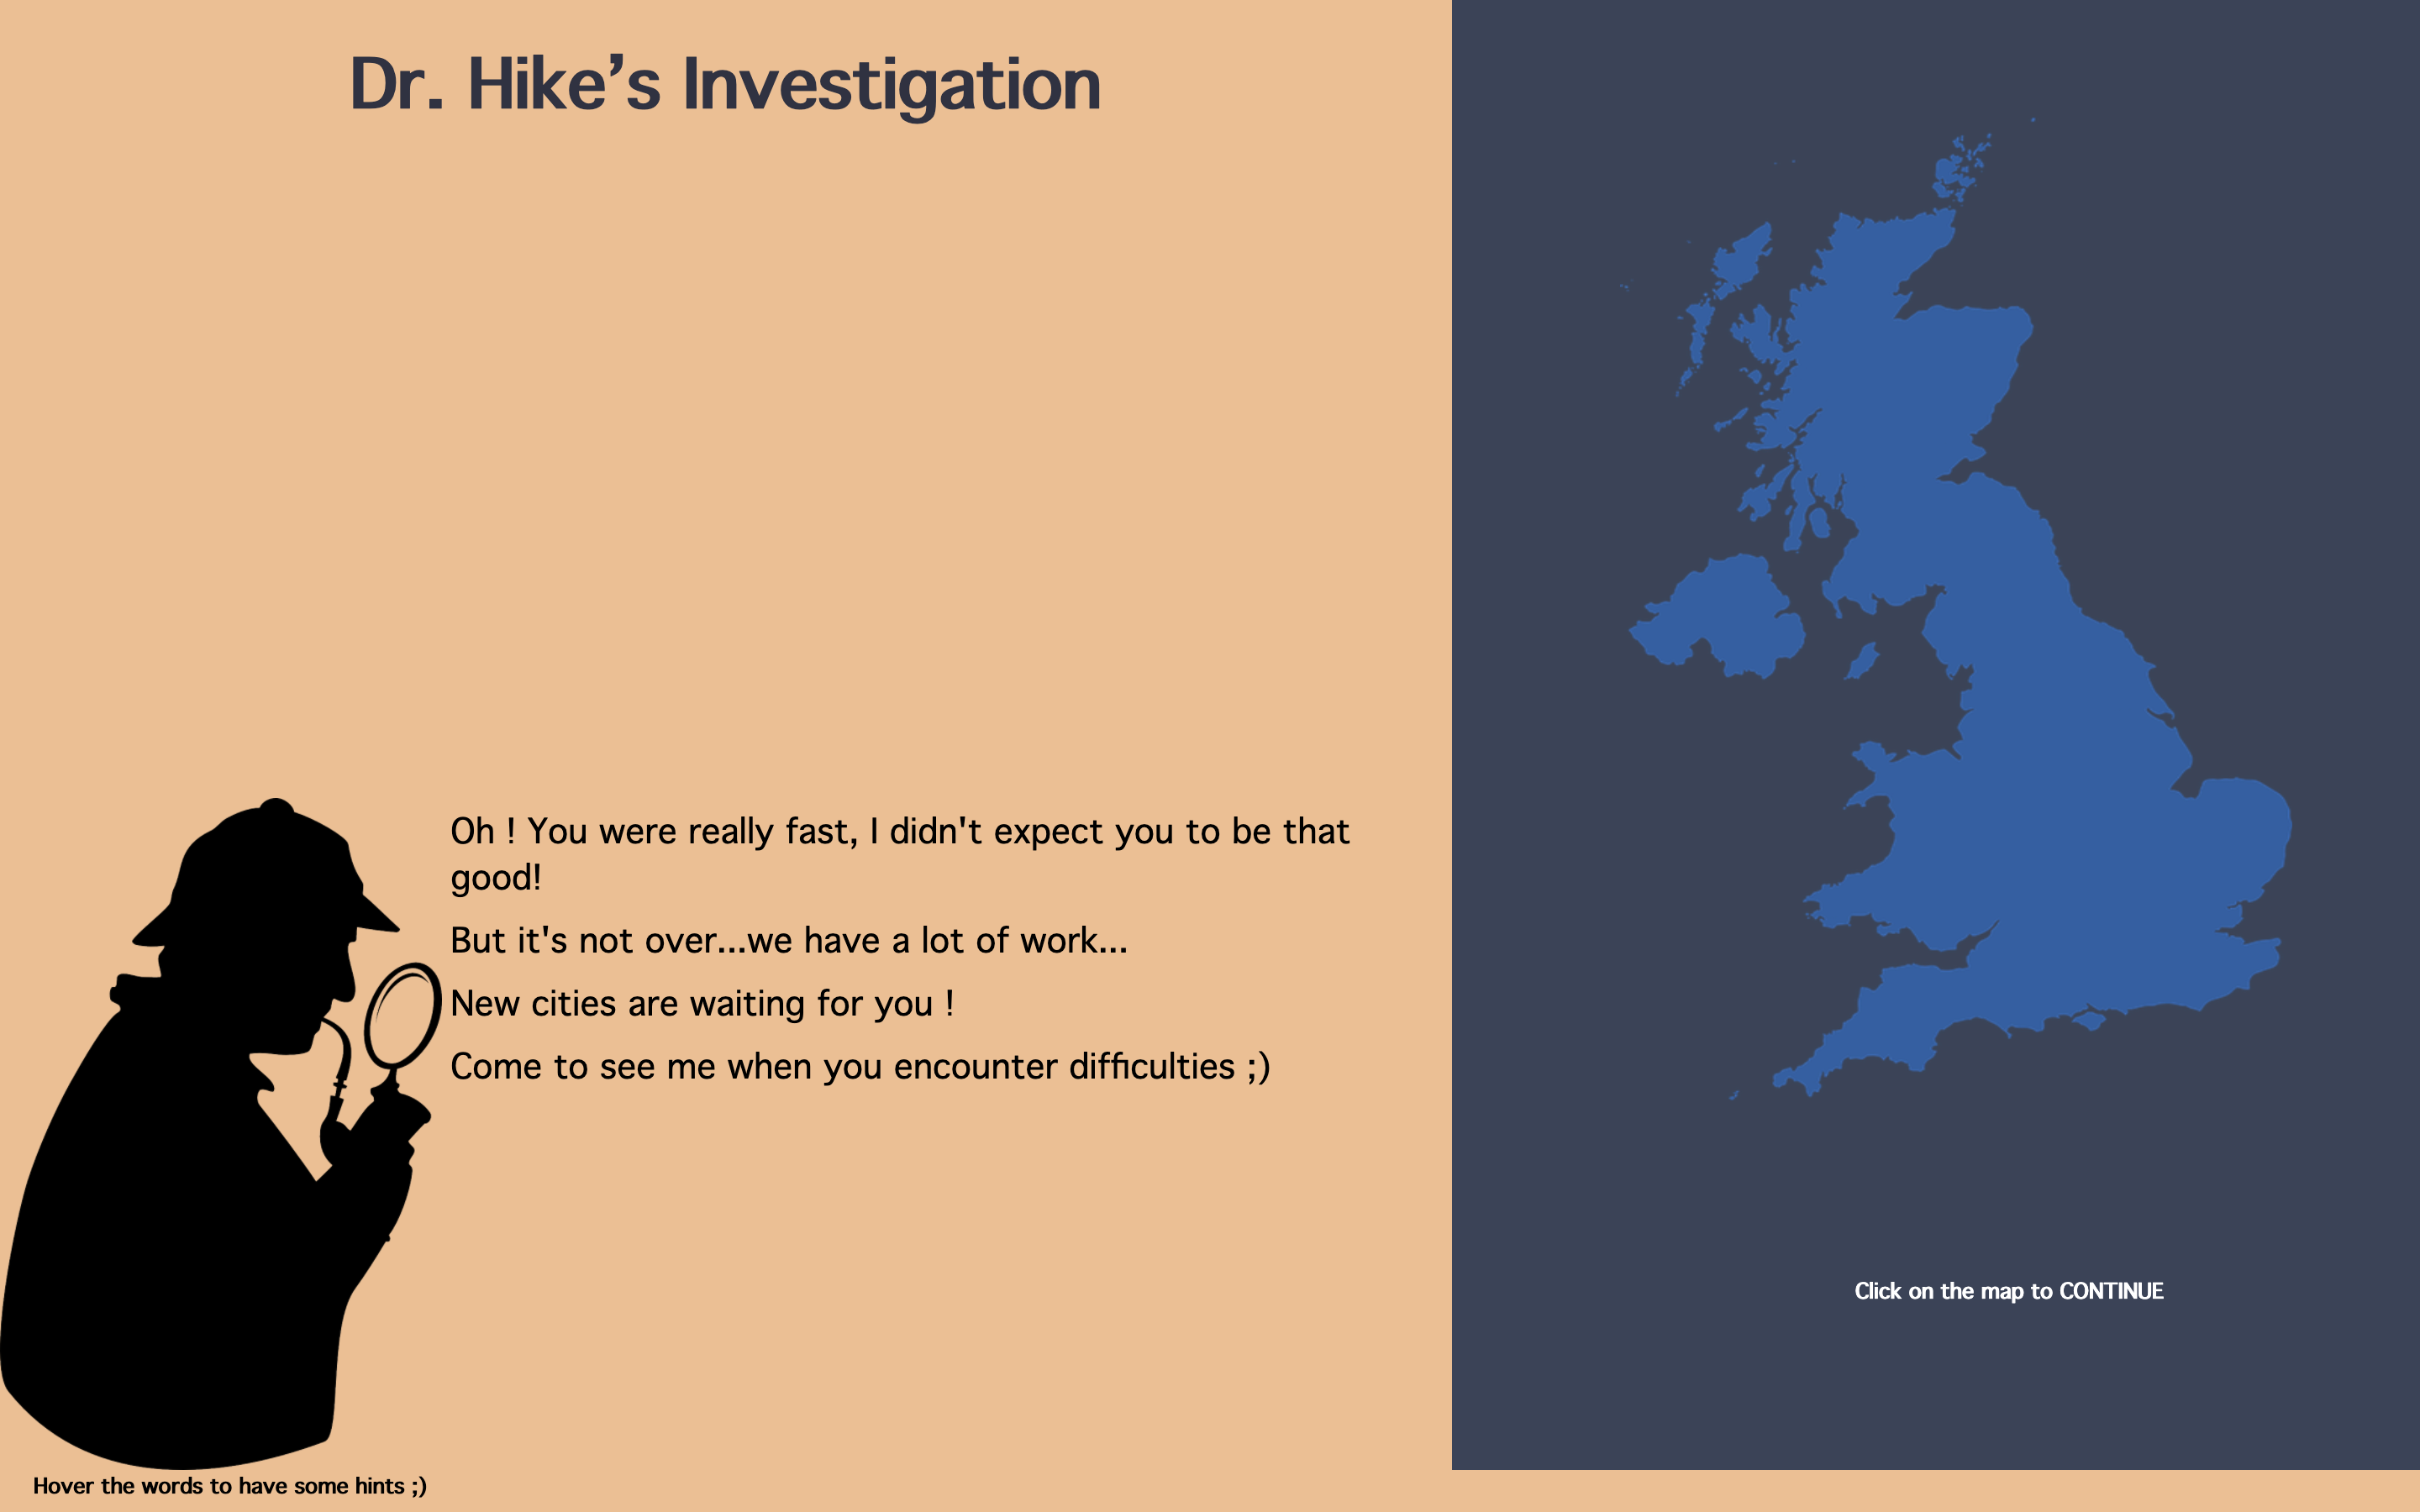 Dr. Hike’s Investigation
Oh ! You were really fast, I didn't expect you to be that
good!
But it's not over...we have a lot of work...
New cities are waiting for you !
Come to see me when you encounter difficulties ;)
Click on the map to CONTINUE
Hover the words to have some hints ;)